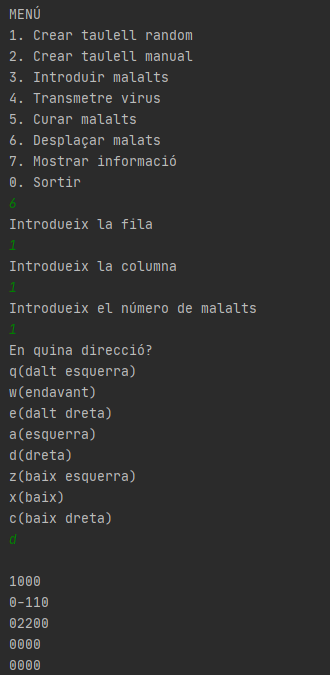 MENÚ
1. Crear taulell random
2. Crear taulell manual
3. Introduir malalts
4. Transmetre virus
5. Curar malalts
6. Desplaçar malats
7. Mostrar informació
0. Sortir
6
Introdueix la fila
1
Introdueix la columna
1
Introdueix el número de malalts
1
En quina direcció?
q(dalt esquerra)
w(endavant)
e(dalt dreta)
a(esquerra)
d(dreta)
z(baix esquerra)
x(baix)
c(baix dreta)
d
1000
0-110
02200
0000
0000